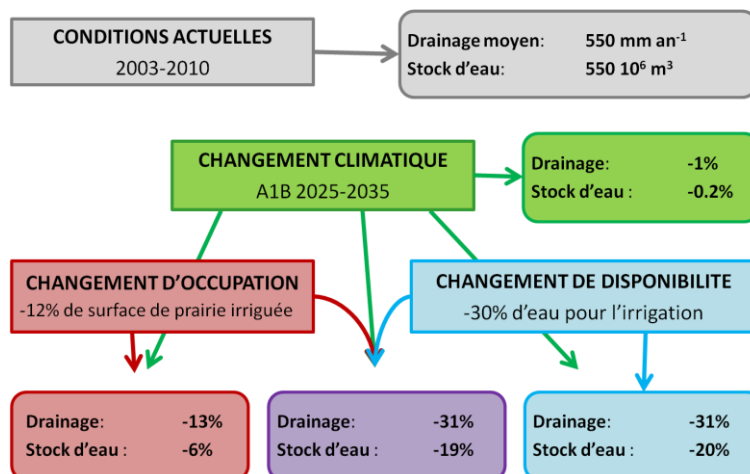 CONDITIONS ACTUELLES
2003-2010
Drainage moyen: 550 mm an⁻¹
Stock d'eau: 550 10⁶ m³
CHANGEMENT CLIMATIQUE
A1B 2025-2035
Drainage: -1%
Stock d'eau : -0.2%
CHANGEMENT D'OCCUPATION
-12% de surface de prairie irriguée
CHANGEMENT DE DISPONIBILITE
-30% d'eau pour l'irrigation
Drainage: -13%
Stock d'eau : -6%
Drainage: -31%
Stock d'eau : -19%
Drainage: -31%
Stock d'eau : -20%